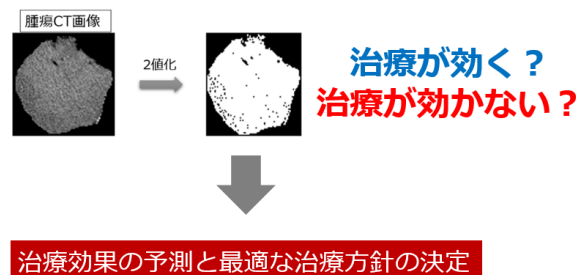 腫瘍CT画像
2値化
治療が効く？
治療が効かない？
治療効果の予測と最適な治療方針の決定